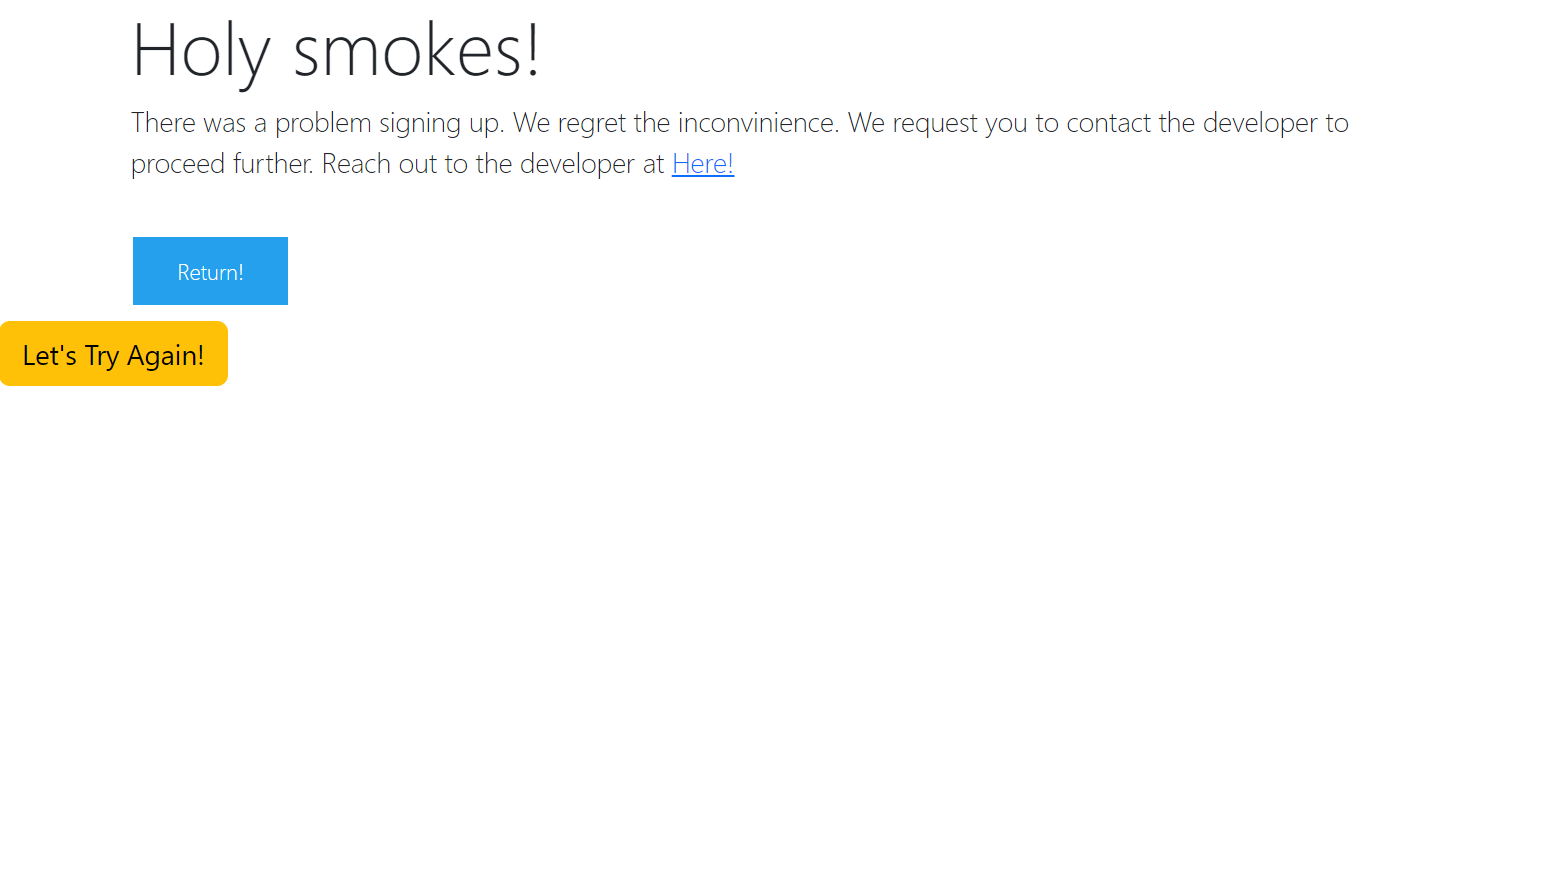 Holy smokes!
There was a problem signing up. We regret the inconvinience. We request you to contact the developer to
proceed further. Reach out to the developer at Here!
Return!
Let's Try Again!